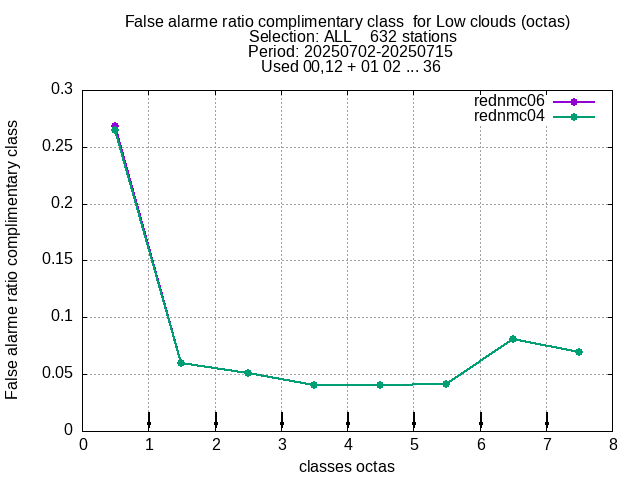 False alarme ratio complimentary class  for Low clouds (octas)
Selection: ALL    632 stations
Period: 20250702-20250715
Used 00,12 + 01 02 ... 36
rednmc06
rednmc04
0.3
0.25
0.2
0.15
0.1
0.05
0
False alarme ratio complimentary class
0 1 2 3 4 5 6 7 8
classes octas